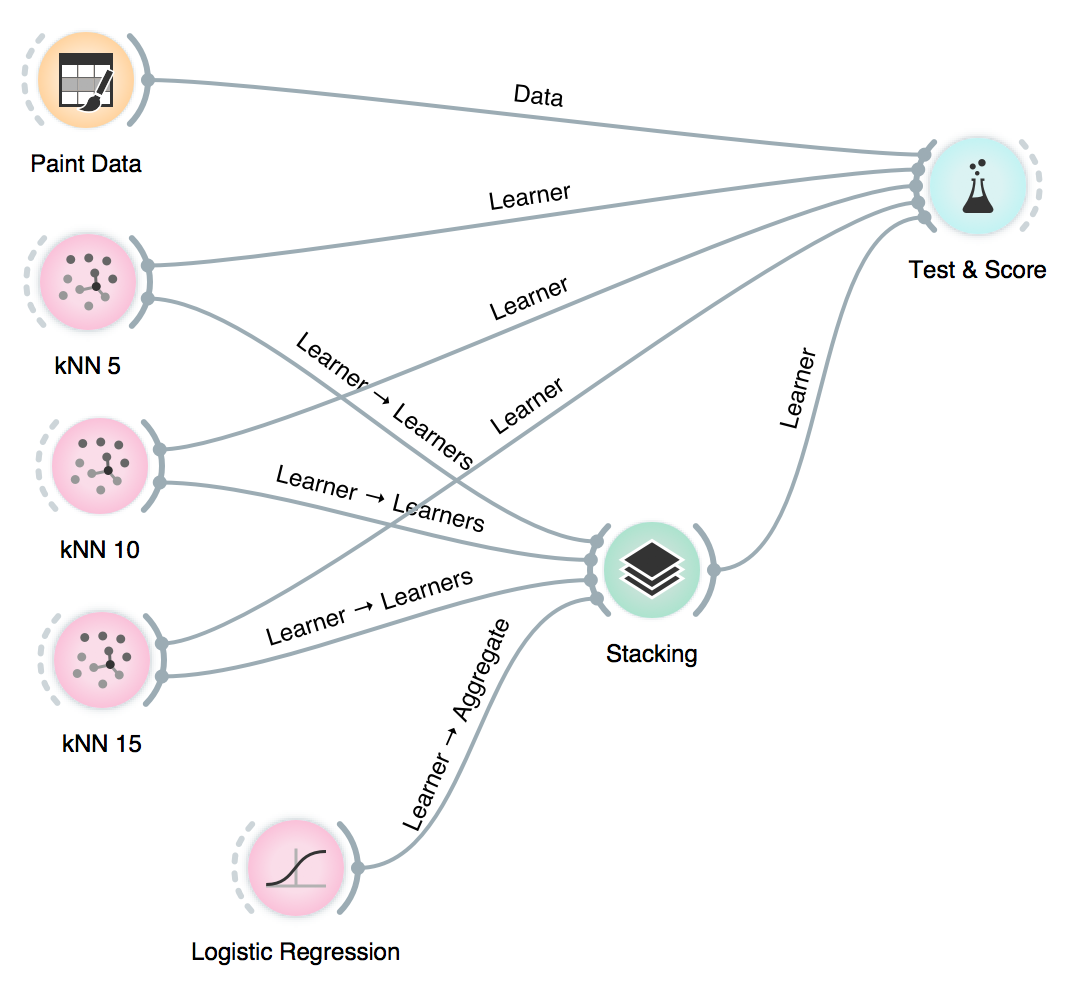 Paint Data
Data
Learner
Test & Score
kNN 5
Learner
Learner → Learners
Learner
kNN 10
Learner → Learners
Learner
Learner → Learners
Stacking
kNN 15
Learner → Aggregate
Logistic Regression